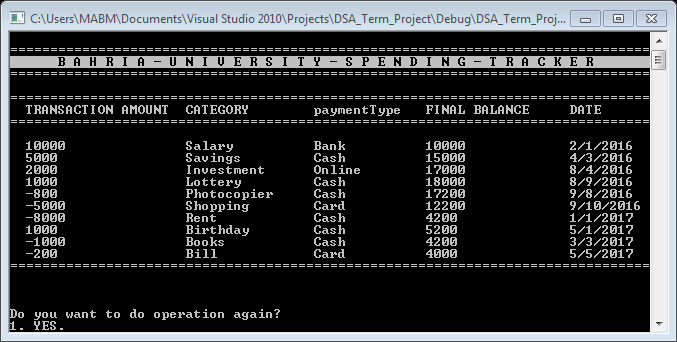 C:\Users\MABM\Documents\Visual Studio 2010\Projects\DSA_Term_Project\Debug\DSA_Term_Proj...
B A H R I A - U N I V E R S I T Y - S P E N D I N G - T R A C K E R
TRANSACTION AMOUNT CATEGORY paymentType FINAL BALANCE DATE
10000 Salary Bank 10000 2/1/2016
5000 Savings Cash 15000 4/3/2016
2000 Investment Online 17000 8/4/2016
1000 Lottery Cash 18000 8/9/2016
-800 Photocopier Cash 17200 9/8/2016
-5000 Shopping Card 12200 9/10/2016
-8000 Rent Cash 4200 1/1/2017
1000 Birthday Cash 5200 5/1/2017
-1000 Books Cash 4200 3/3/2017
-200 Bill Card 4000 5/5/2017
Do you want to do operation again?
1. YES.